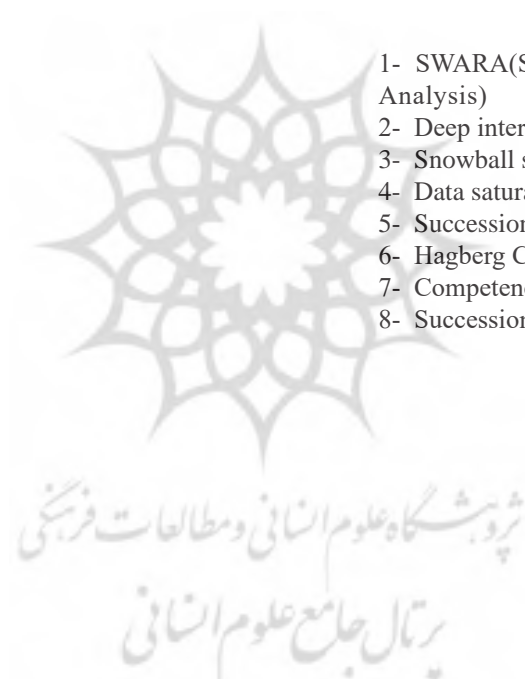 1- SWARA(S
Analysis)
2- Deep inter
3- Snowball s
4- Data satura
5- Succession
6- Hagberg C
7- Competenc
8- Succession
پژوهشگاه علوم انسانی و مطالعات فرهنگی
پرتال جامع علوم انسانی